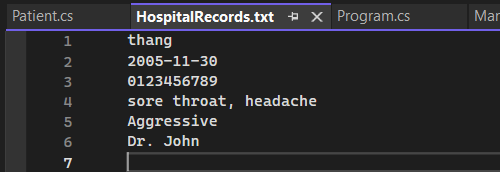 Patient.cs HospitalRecords.txt Program.cs
1 thang
2 2005-11-30
3 0123456789
4 sore throat, headache
5 Aggressive
6 Dr. John
7